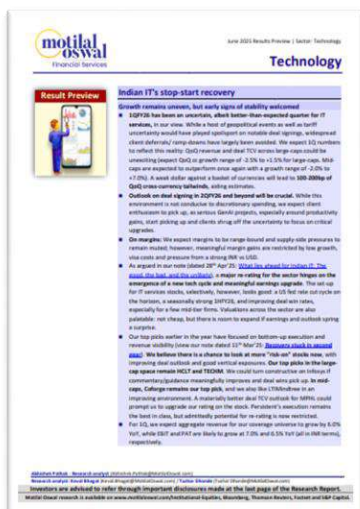 June 2025 Results Preview | Sector: Technology
motilal
oswal
Financial Services
Technology
Result Preview
Indian IT's stop-start recovery
Growth remains uneven, but early signs of stability welcomed
1QFY26 has been an uncertain, albeit better-than-expected quarter for IT
services, in our view. While a host of geopolitical events as well as tariff
uncertainty would have played spoilsport on notable deal signings, widespread
client deferrals/ ramp-downs have largely been avoided. We expect 1Q numbers
to reflect this reality: QoQ revenue and deal TCV across large-caps could be
unexciting (expect QoQ cc growth range of -2.5% to +1.5% for large-caps. Mid-
caps are expected to outperform once again with a growth range of -2.0% to
+7.0%). A weak dollar against a basket of currencies will lead to 100-200bp of
QoQ cross-currency tailwinds, aiding estimates.
Outlook on deal signing in 2QFY26 and beyond will be crucial. While this
environment is not conducive to discretionary spending, we expect client
enthusiasm to pick up, as serious GenAI projects, especially around productivity
gains, start picking up and clients shrug off the uncertainty to focus on critical
upgrades.
On margins: We expect margins to be range-bound and supply-side pressures to
remain muted; however, meaningful margin gains are restricted by low growth,
visa costs and pressure from a strong INR vs USD.
As argued in our note (dated 28th Apr'25: What lies ahead for Indian IT: The
good, the bad, and the unlikely), a major re-rating for the sector hinges on the
emergence of a new tech cycle and meaningful earnings upgrade. The set up
for IT services stocks, selectively, however, looks good: a US fed rate cut cycle on
the horizon, a seasonally strong 1HFY26, and improving deal win rates,
especially for a few mid-tier firms. Valuations across the sector are also
palatable: not cheap, but there is room to expand if earnings and outlook spring
a surprise.
Our top picks earlier in the year have focused on bottom-up execution and
revenue visibility (view our note dated 11th Mar'25: Recovery stuck in second
gear). We believe there is a chance to look at more "risk-on" stocks now, with
improving deal outlook and good vertical exposures. Our top picks in the large-
cap space remain HCLT and TECHM. We could turn constructive on Infosys if
commentary/guidance meaningfully improves and deal wins pick up. In mid-
caps, Coforge remains our top pick, and we also like LTIMindtree in an
improving environment. A materially better deal TCV outlook for MPHL could
prompt us to upgrade our rating on the stock. Persistent's execution remains
the best in class, but admittedly potential for re-rating is now restricted.
For 1Q, we expect aggregate revenue for our coverage universe to grow by 6.0%
YoY, while EBIT and PAT are likely to grow at 7.0% and 6.5% YoY (all in INR terms),
respectively.
Abhishek Pathak - Research analyst (Abhishek.Pathak@MotilalOswal.com)
Research analyst: Keval Bhagat (Keval.Bhagat@MotilalOswal.com) / Tushar Dhonde (Tushar.Dhonde@MotilalOswal.com)
Investors are advised to refer through important disclosures made at the last page of the Research Report.
Motilal Oswal research is available on www.motilaloswal.com/Institutional-Equities, Bloomberg, Thomson Reuters, Factset and S&P Capital.